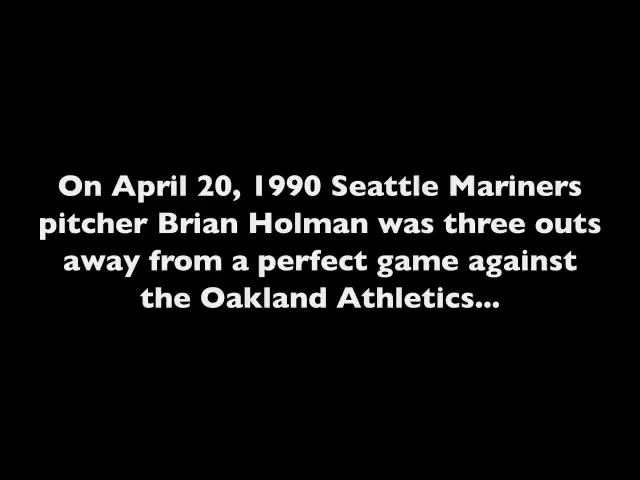 On April 20, 1990 Seattle Mariners
pitcher Brian Holman was three outs
away from a perfect game against
the Oakland Athletics...